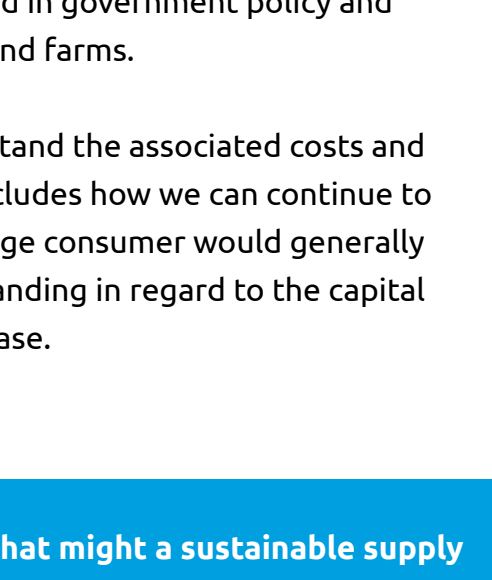 d in government policy and
nd farms.
tand the associated costs and
cludes how we can continue to
ge consumer would generally
anding in regard to the capital
ase.
hat might a sustainable supply